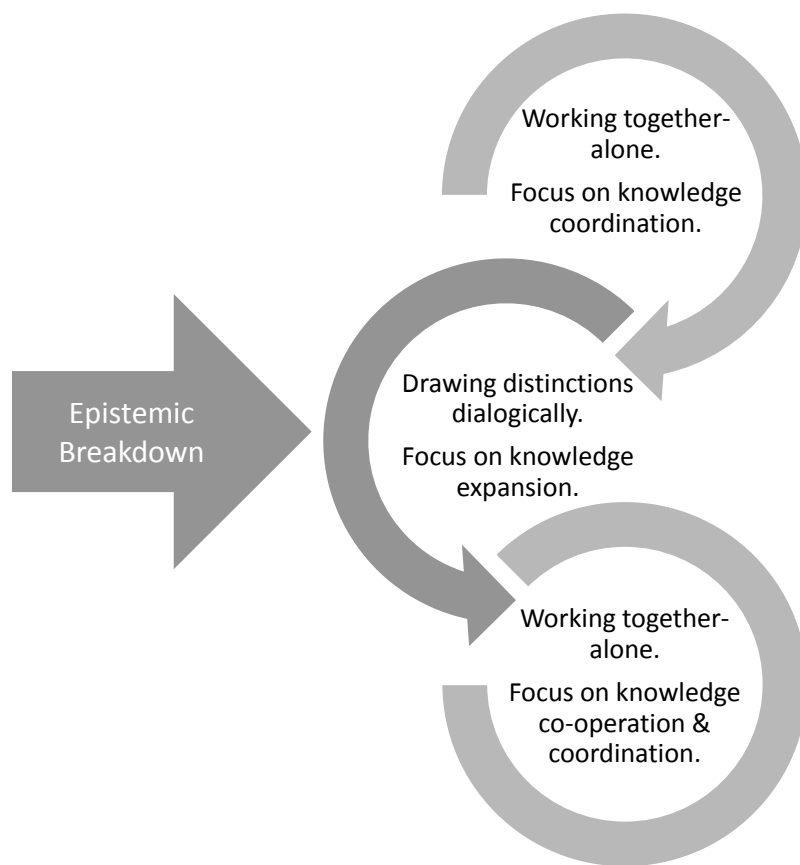 Working together-
alone.
Focus on knowledge
coordination.
Epistemic
Breakdown
Drawing distinctions
dialogically.
Focus on knowledge
expansion.
Working together-
alone.
Focus on knowledge
co-operation &
coordination.